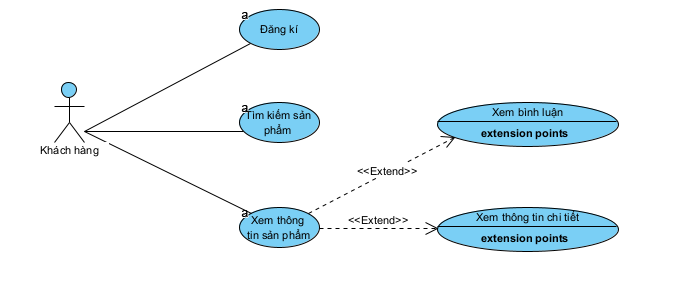 a
Đăng kí
a
Tìm kiếm sản
phẩm
Khách hàng
a
Xem thông
tin sản phẩm
<<Extend>>
<<Extend>>
Xem bình luận
extension points
Xem thông tin chi tiết
extension points